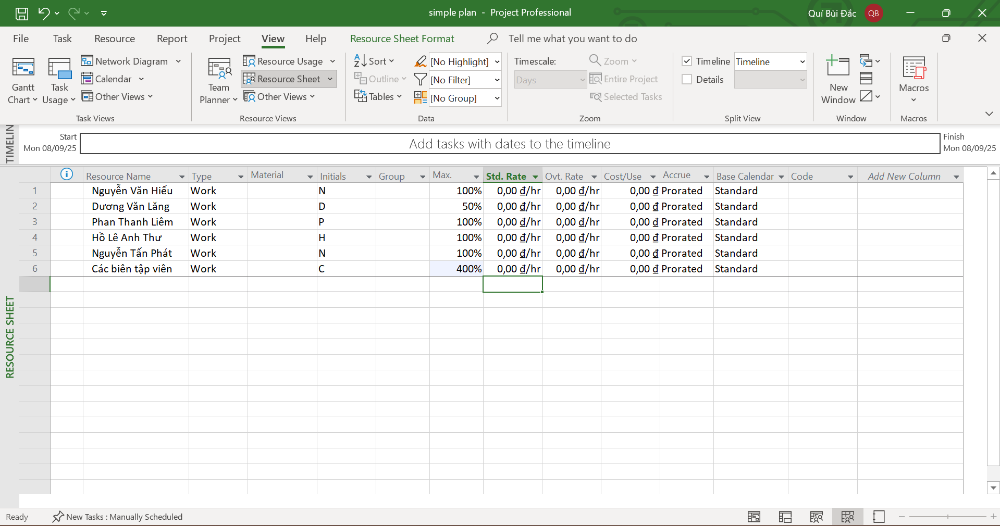 simple plan - Project Professional
Quí Bùi Đắc
QB
File Task Resource Report Project View Help Resource Sheet Format Tell me what you want to do
Gantt Chart
Task Usage
Network Diagram
Calendar
Other Views
Task Views
Team Planner
Resource Usage
Resource Sheet
Other Views
Resource Views
Sort
Outline
Tables
[No Highlight]
[No Filter]
[No Group]
Data
Timescale:
Days
Zoom
Entire Project
Selected Tasks
Zoom
Timeline Timeline
Details
Split View
New Window
Window
Macros
Macros
TIMELIN
Start
Mon 08/09/25
Add tasks with dates to the timeline
Finish
Mon 08/09/25
RESOURCE SHEET
Resource Name Type Material Initials Group Max. Std. Rate Ovt. Rate Cost/Use Accrue Base Calendar Code Add New Column
1 Nguyễn Văn Hiếu Work N 100% 0,00 ₫/hr 0,00 ₫/hr 0,00 ₫ Prorated Standard
2 Dương Văn Lăng Work D 50% 0,00 ₫/hr 0,00 ₫/hr 0,00 ₫ Prorated Standard
3 Phan Thanh Liêm Work P 100% 0,00 ₫/hr 0,00 ₫/hr 0,00 ₫ Prorated Standard
4 Hồ Lê Anh Thư Work H 100% 0,00 ₫/hr 0,00 ₫/hr 0,00 ₫ Prorated Standard
5 Nguyễn Tấn Phát Work N 100% 0,00 ₫/hr 0,00 ₫/hr 0,00 ₫ Prorated Standard
6 Các biên tập viên Work C 400% 0,00 ₫/hr 0,00 ₫/hr 0,00 ₫ Prorated Standard
Ready
New Tasks : Manually Scheduled